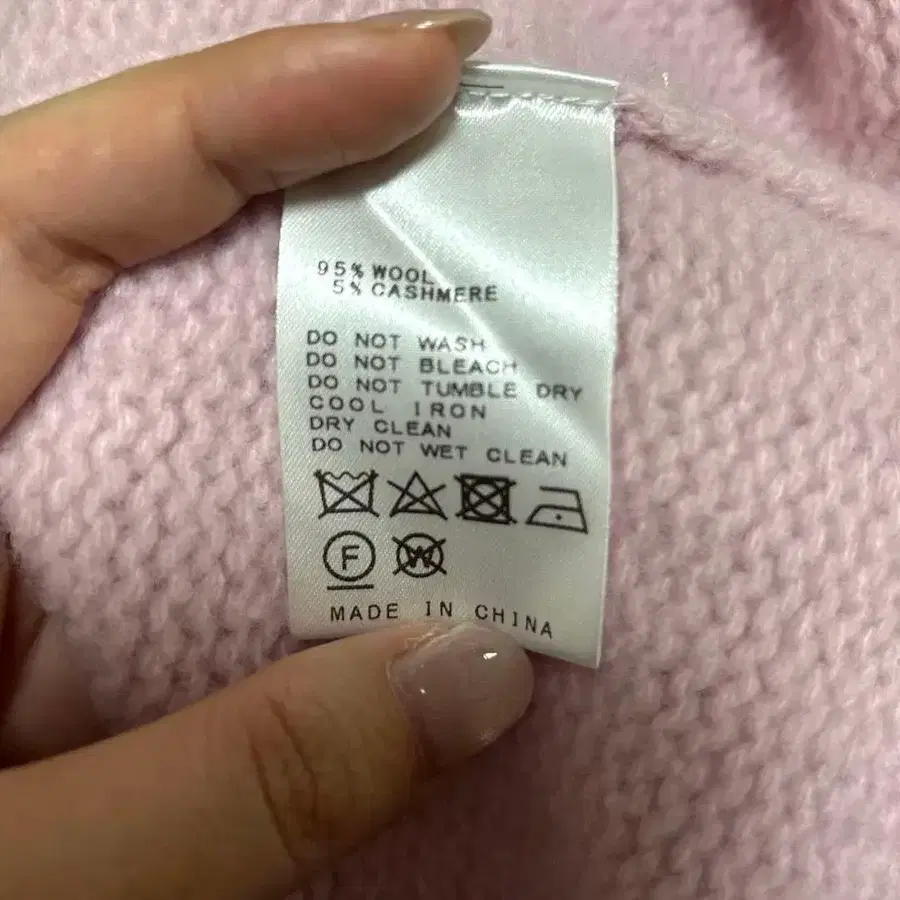 95% WOOL
5% CASHMERE
DO NOT WASH
DO NOT BLEACH
DO NOT TUMBLE DRY
COOL IRON
DRY CLEAN
DO NOT WET CLEAN
F W
MADE IN CHINA